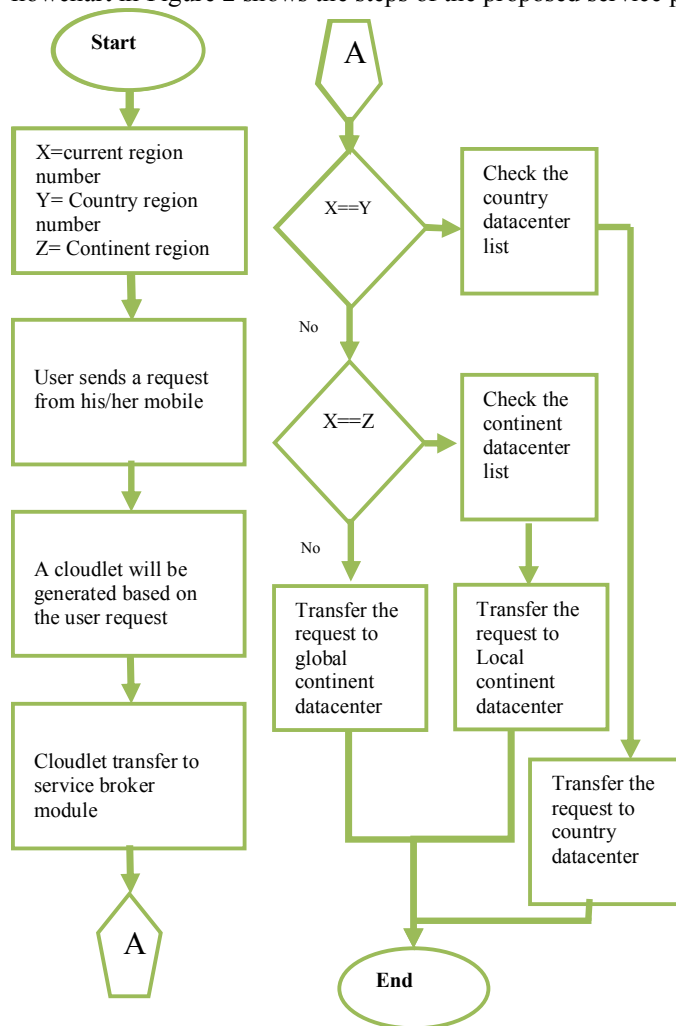 flowchart in Figure 2 shows the steps of the proposed service p
Start
X=current region
number
Y= Country region
number
Z= Continent region
User sends a request
from his/her mobile
A cloudlet will be
generated based on
the user request
Cloudlet transfer to
service broker
module
A
A
X==Y
Check the
country
datacenter
list
No
X==Z
Check the
continent
datacenter
list
No
Transfer the
request to
global
continent
datacenter
Transfer the
request to
Local
continent
datacenter
Transfer the
request to
country
datacenter
End